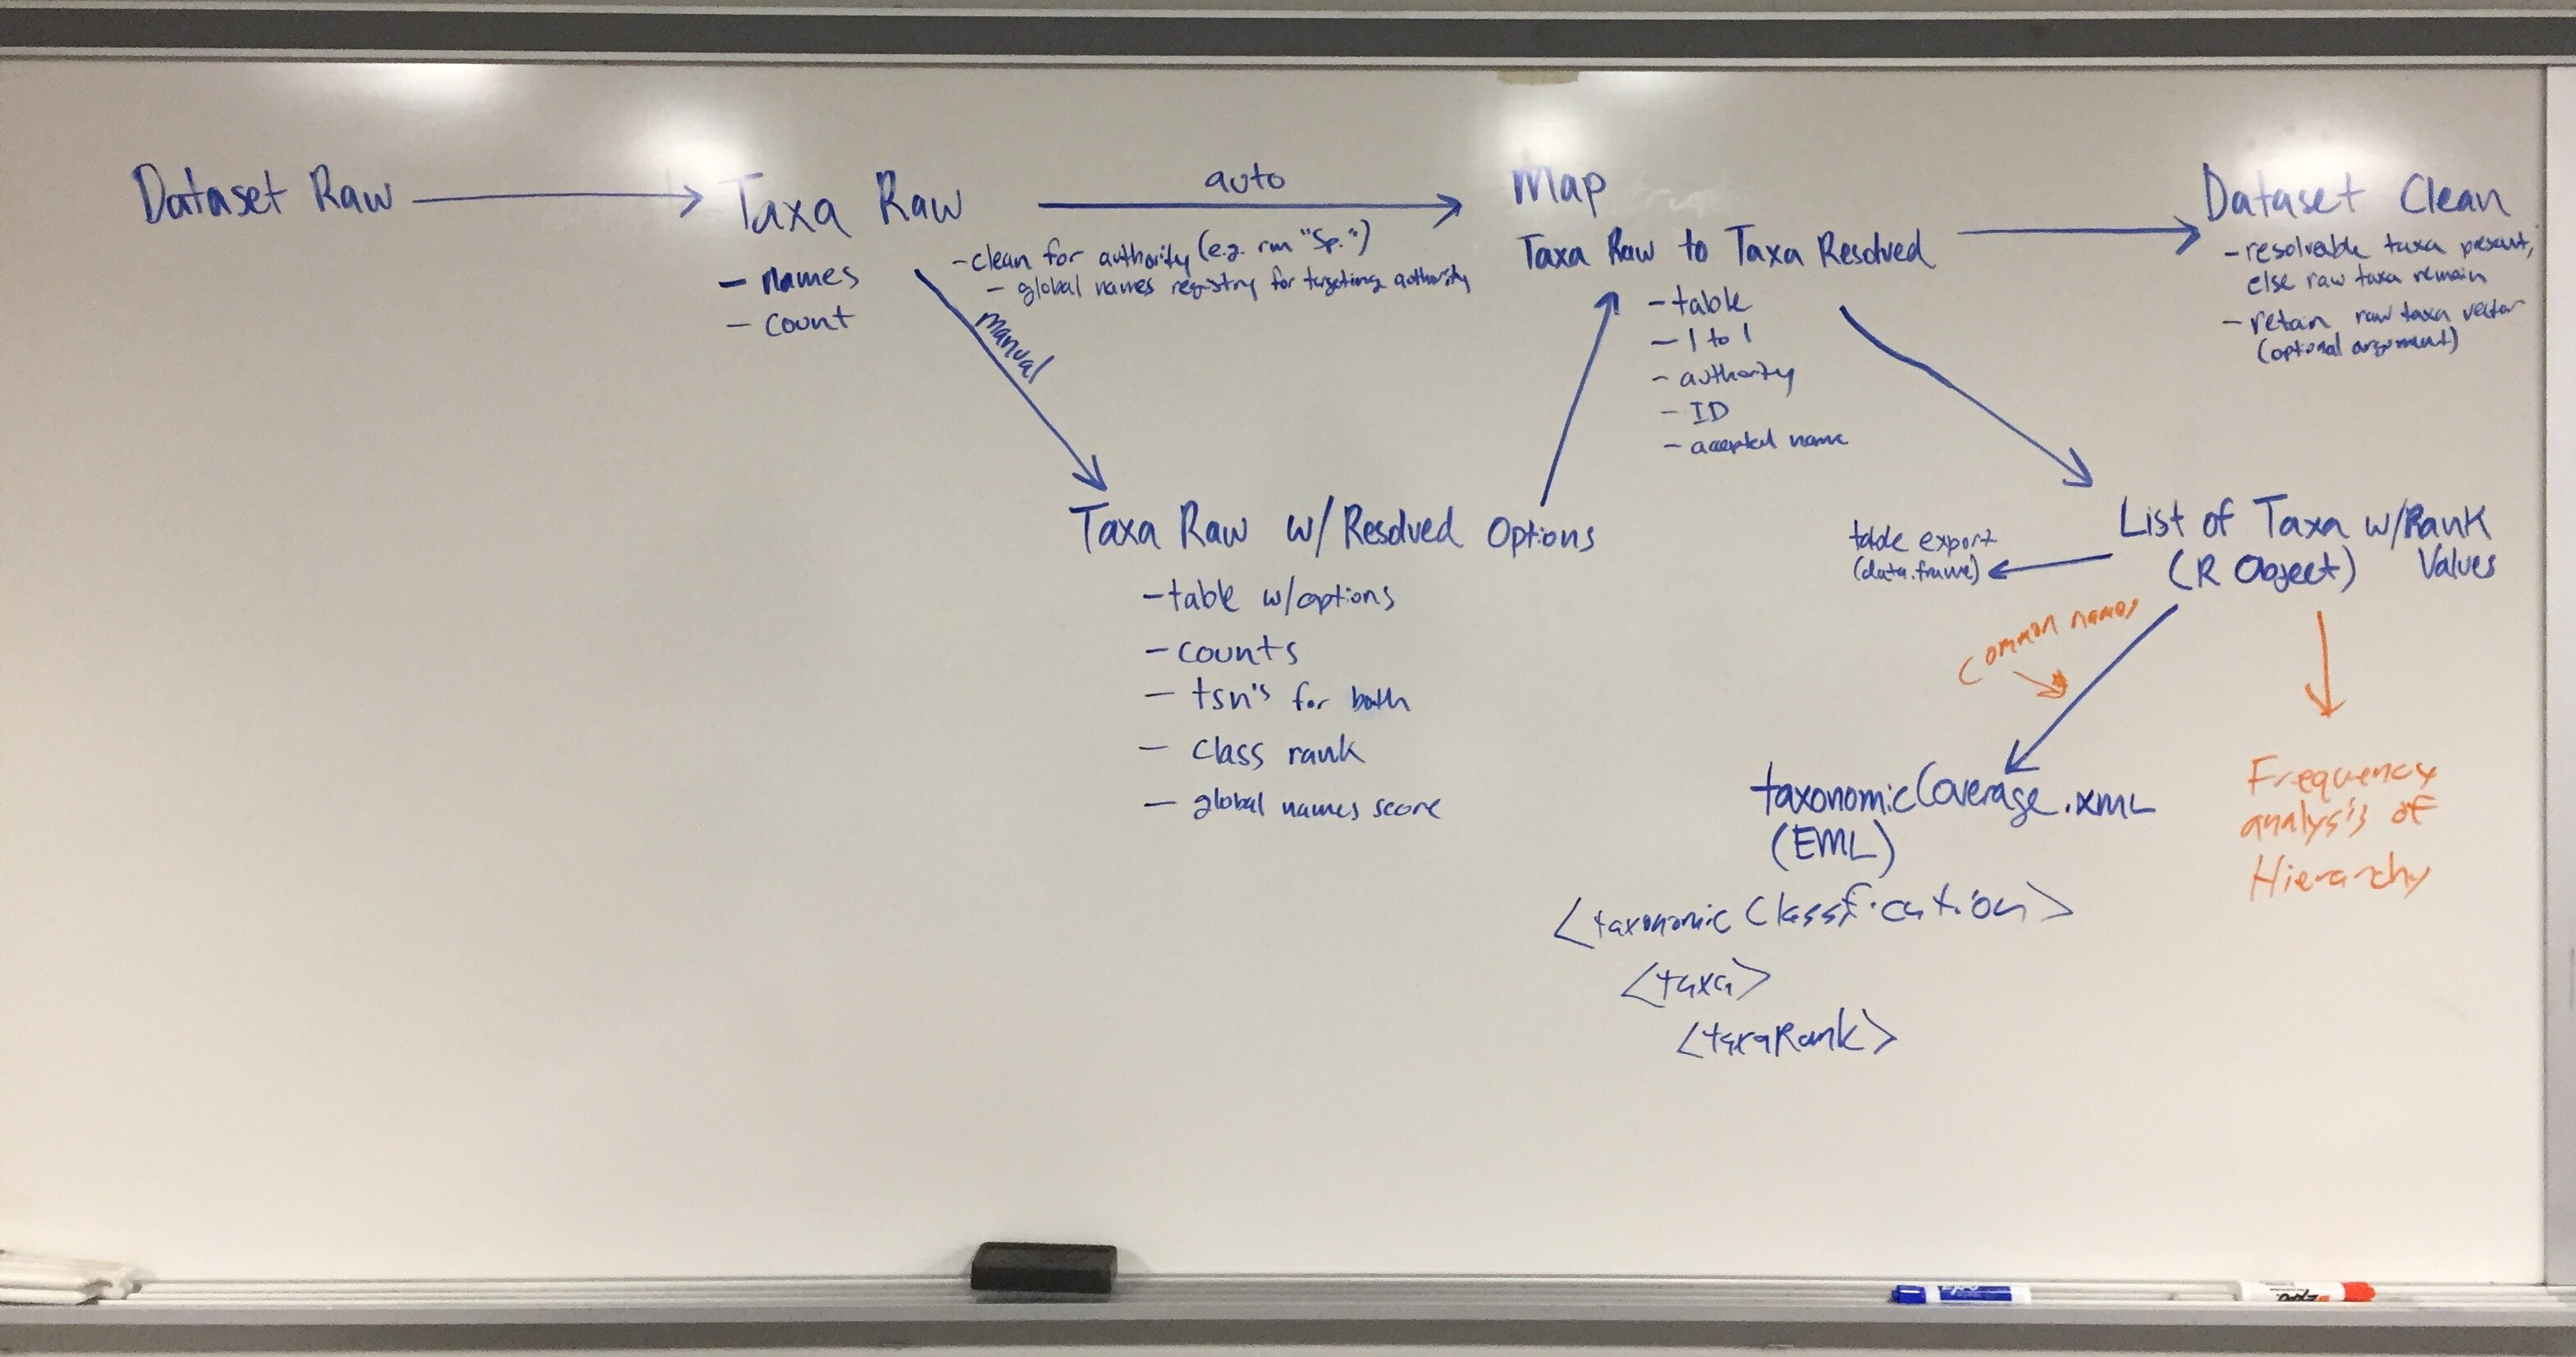 Dataset Raw
Taxa Raw
- names
- count
auto
- clean for authority (e.g. rm "Sp.")
- global names registry for targeting authority
manual
Map
Taxa Raw to Taxa Resolved
- table
- 1 to 1
- authority
- ID
- accepted name
Dataset Clean
- resolvable taxa present,
else raw taxa remain
- retain raw taxa vector
(optional argument)
Taxa Raw w/ Resolved Options
- table w/options
- counts
- tsn's for both
- class rank
- global names score
List of Taxa w/Rank
(R Object) Values
table export
(data.frame)
Common names
taxonomicCoverage.xml
(EML)
<taxonomic Classfication>
<taxa>
<taxaRank>
Frequency
analysis of
Hierarchy
EXPO
EXPO